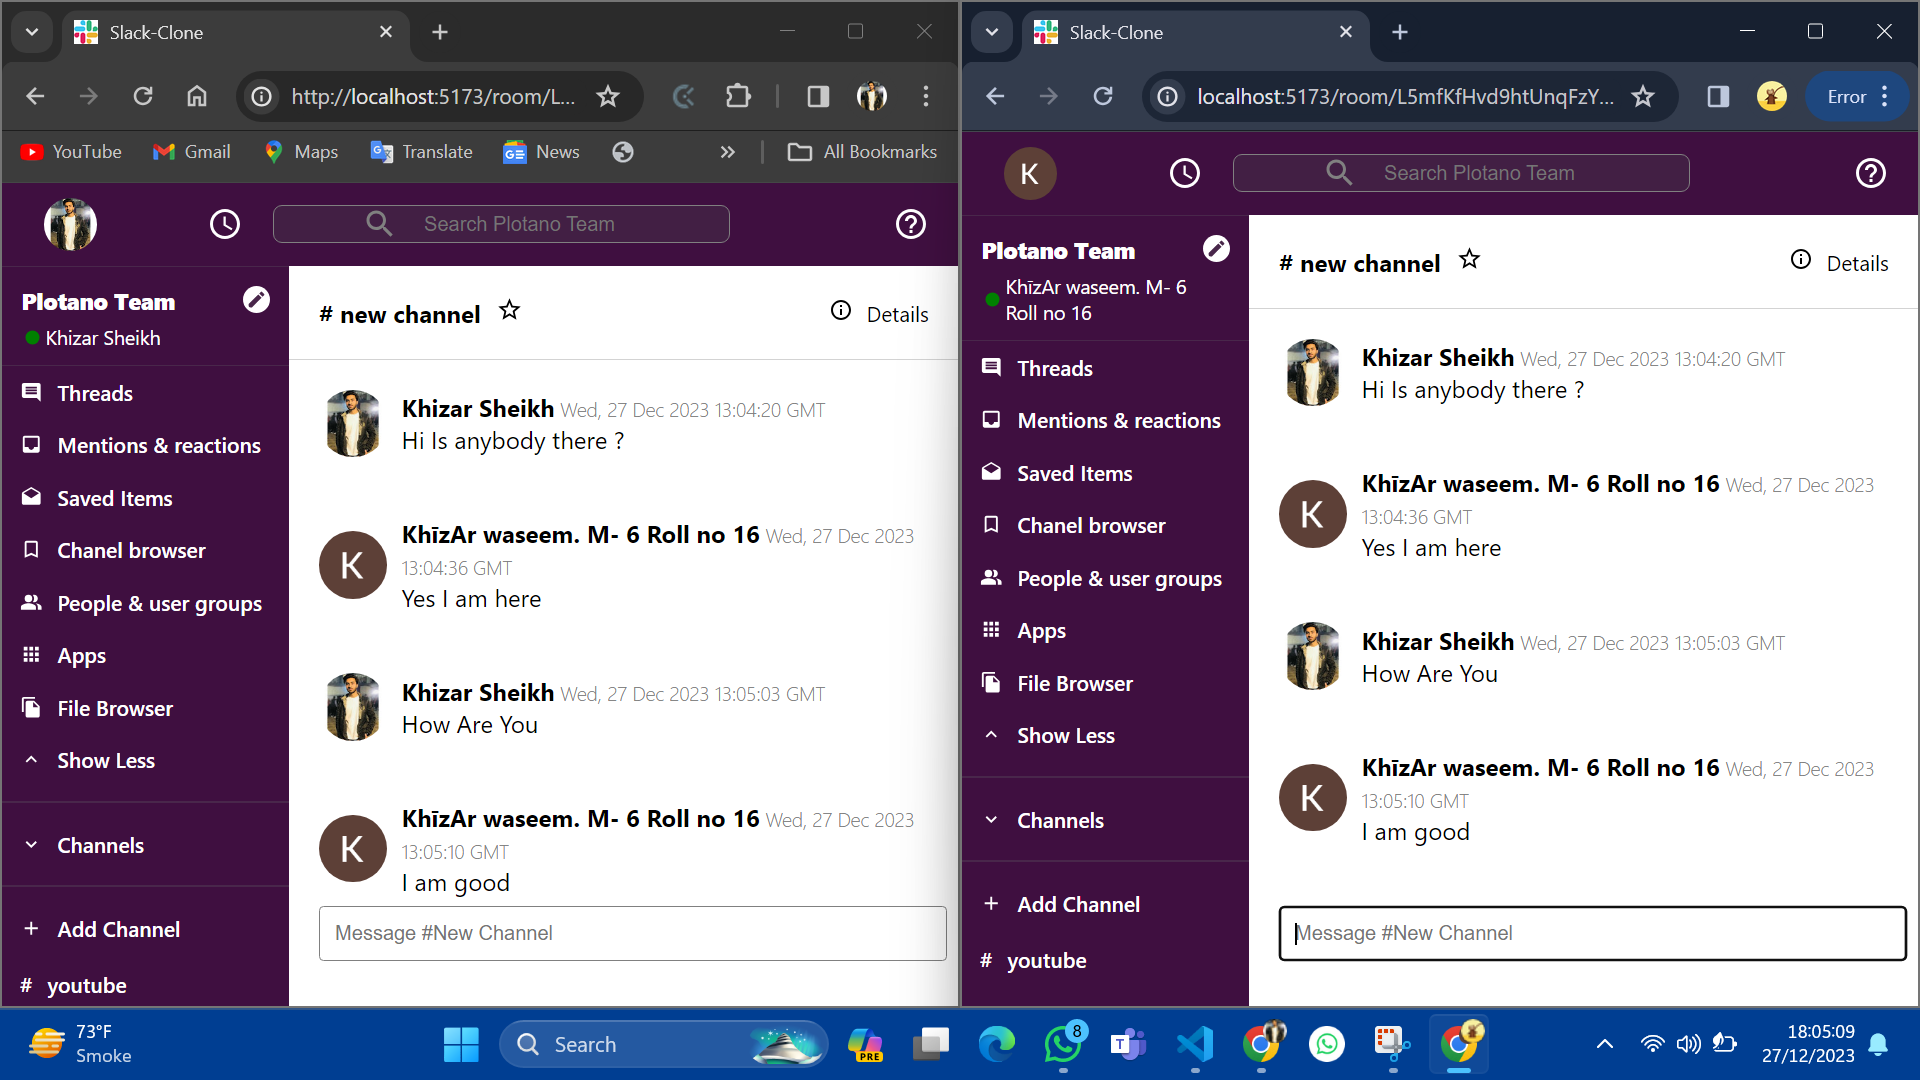 Slack-Clone
http://localhost:5173/room/L...
YouTube
Gmail
Maps
Translate
News
All Bookmarks
Search Plotano Team
Plotano Team
Khizar Sheikh
Threads
Mentions & reactions
Saved Items
Chanel browser
People & user groups
Apps
File Browser
Show Less
Channels
+ Add Channel
# youtube
# new channel
Details
Khizar Sheikh Wed, 27 Dec 2023 13:04:20 GMT
Hi Is anybody there ?
K
KhīzAr waseem. M- 6 Roll no 16 Wed, 27 Dec 2023
13:04:36 GMT
Yes I am here
Khizar Sheikh Wed, 27 Dec 2023 13:05:03 GMT
How Are You
K
KhīzAr waseem. M- 6 Roll no 16 Wed, 27 Dec 2023
13:05:10 GMT
I am good
Message #New Channel
Slack-Clone
localhost:5173/room/L5mfKfHvd9htUnqFzY...
Error
K
Search Plotano Team
Plotano Team
KhīzAr waseem. M- 6
Roll no 16
Threads
Mentions & reactions
Saved Items
Chanel browser
People & user groups
Apps
File Browser
Show Less
Channels
+ Add Channel
# youtube
# new channel
Details
Khizar Sheikh Wed, 27 Dec 2023 13:04:20 GMT
Hi Is anybody there ?
K
KhīzAr waseem. M- 6 Roll no 16 Wed, 27 Dec 2023
13:04:36 GMT
Yes I am here
Khizar Sheikh Wed, 27 Dec 2023 13:05:03 GMT
How Are You
K
KhīzAr waseem. M- 6 Roll no 16 Wed, 27 Dec 2023
13:05:10 GMT
I am good
Message #New Channel
73°F
Smoke
Search
PRE
8
T
18:05:09
27/12/2023